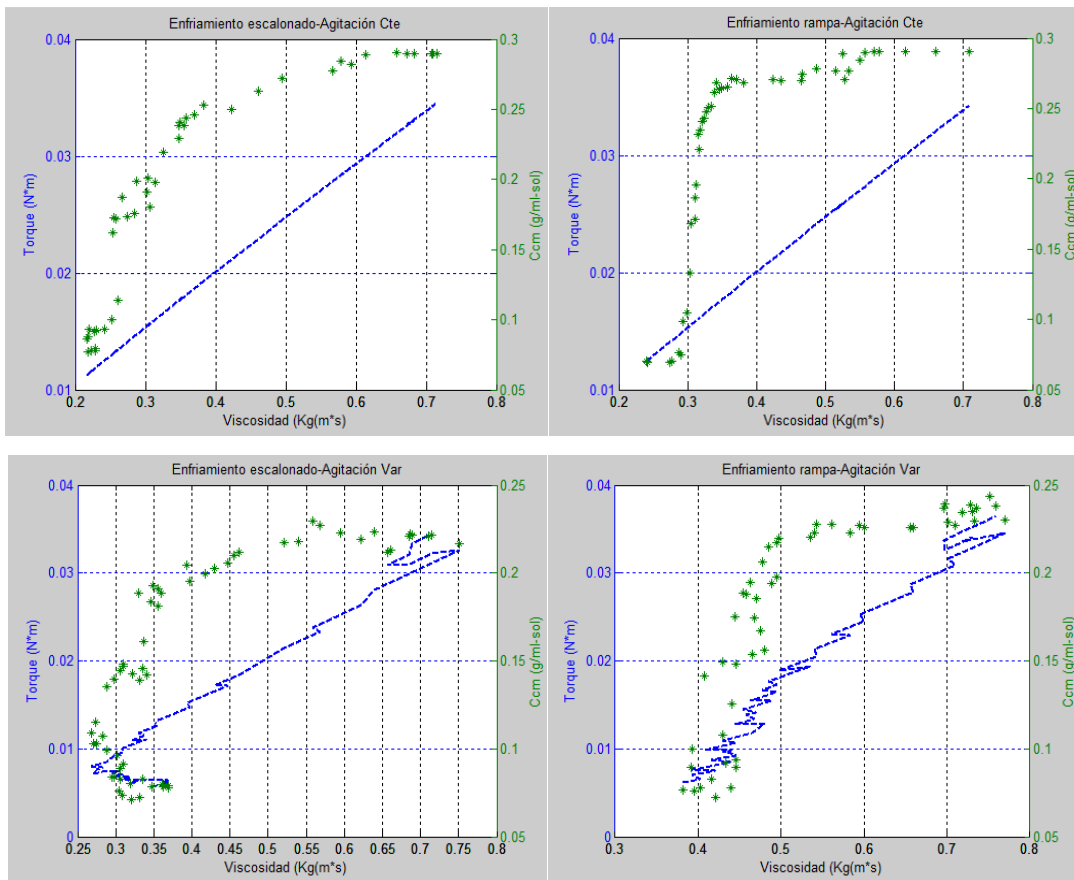 Enfriamiento escalonado-Agitación Cte
0.04
0.03
0.02
0.01
Torque (N*m)
0.3
0.25
0.2
0.15
0.1
0.05
Ccm (g/ml-sol)
0.2 0.3 0.4 0.5 0.6 0.7 0.8
Viscosidad (Kg(m*s)
Enfriamiento rampa-Agitación Cte
0.04
0.03
0.02
0.01
Torque (N*m)
0.3
0.25
0.2
0.15
0.1
0.05
Ccm (g/ml-sol)
0.2 0.3 0.4 0.5 0.6 0.7 0.8
Viscosidad (Kg(m*s)
Enfriamiento escalonado-Agitación Var
0.04
0.03
0.02
0.01
0
Torque (N*m)
0.25
0.2
0.15
0.1
0.05
Ccm (g/ml-sol)
0.25 0.3 0.35 0.4 0.45 0.5 0.55 0.6 0.65 0.7 0.75 0.8
Viscosidad (Kg(m*s)
Enfriamiento rampa-Agitación Var
0.04
0.03
0.02
0.01
0
Torque (N*m)
0.25
0.2
0.15
0.1
0.05
Ccm (g/ml-sol)
0.3 0.4 0.5 0.6 0.7 0.8
Viscosidad (Kg(m*s)